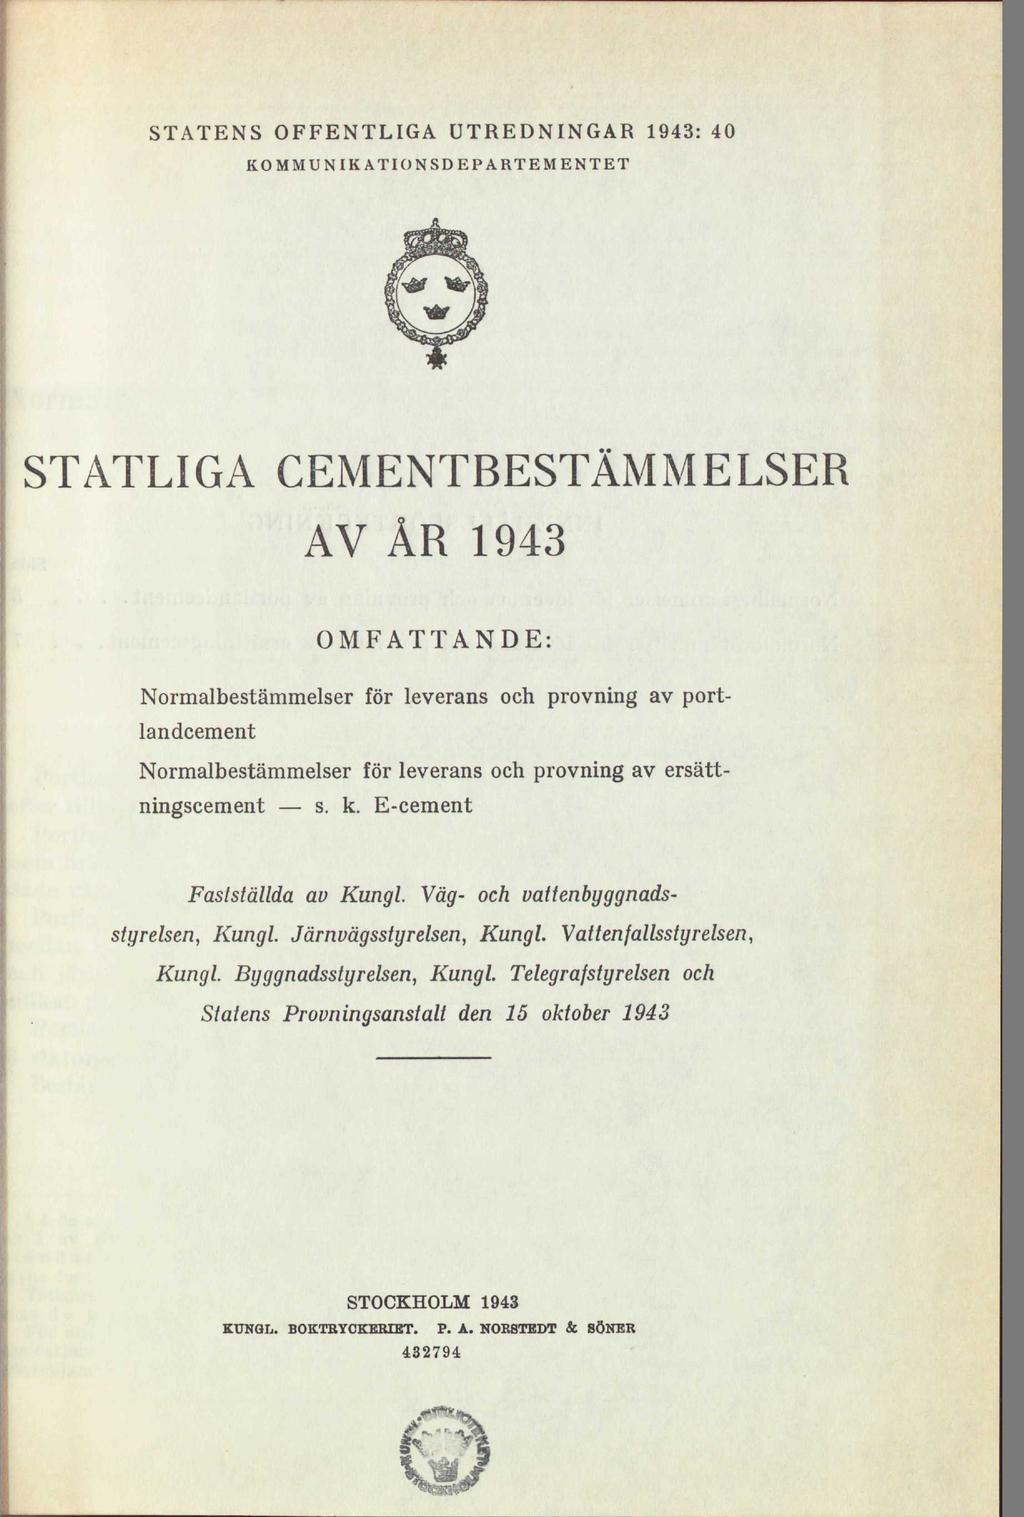 STATENS OFFENTLIGA UTREDNINGAR 1943: 40
KOMMUNIKATIONSDEPARTEMENTET
STATLIGA CEMENTBESTÄMMELSER
AV ÅR 1943
OMFATTANDE:
Normalbestämmelser för leverans och provning av port-
landcement
Normalbestämmelser för leverans och provning av ersätt-
ningscement — s. k. E-cement
Fastställda av Kungl. Väg- och vattenbyggnads-
styrelsen, Kungl. Järnvägsstyrelsen, Kungl. Vattenfallsstyrelsen,
Kungl. Byggnadsstyrelsen, Kungl. Telegrafstyrelsen och
Statens Provningsanstalt den 15 oktober 1943
STOCKHOLM 1943
KUNGL. BOKTRYCKERIET. P. A. NORSTEDT & SÖNER
432794